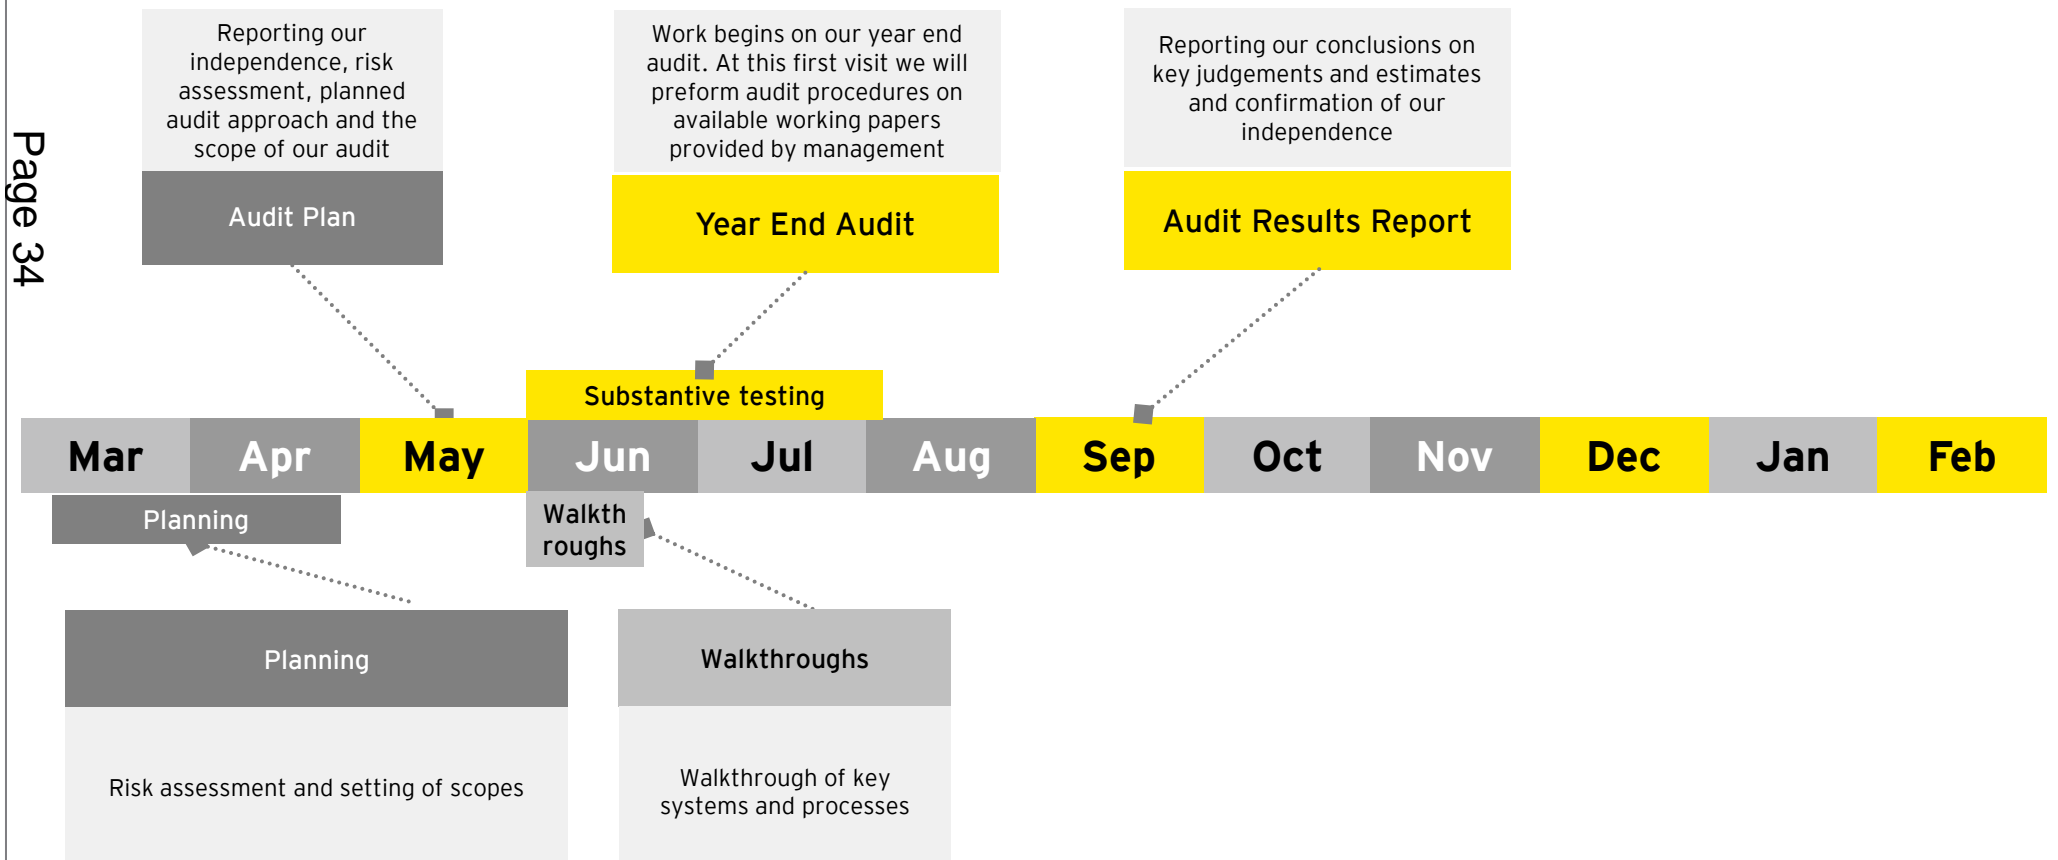 Page 34
Reporting our
independence, risk
assessment, planned
audit approach and the
scope of our audit
Audit Plan
Work begins on our year end
audit. At this first visit we will
preform audit procedures on
available working papers
provided by management
Year End Audit
Reporting our conclusions on
key judgements and estimates
and confirmation of our
independence
Audit Results Report
Substantive testing
Mar Apr May Jun Jul Aug Sep Oct Nov Dec Jan Feb
Planning
Walkth
roughs
Planning
Risk assessment and setting of scopes
Walkthroughs
Walkthrough of key
systems and processes